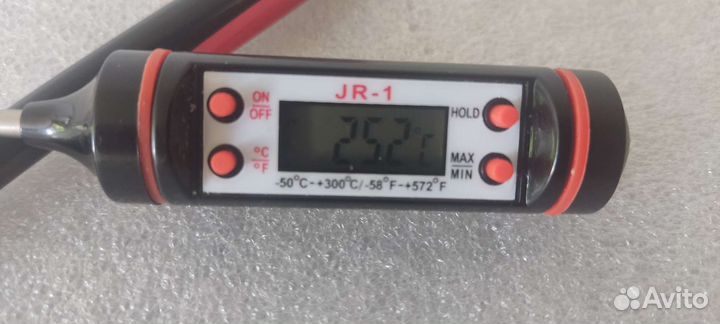 JR-1
ON
OFF
HOLD
25.2°C
°C
°F
MAX
MIN
-50°C~+300°C/-58°F~+572°F
Avito